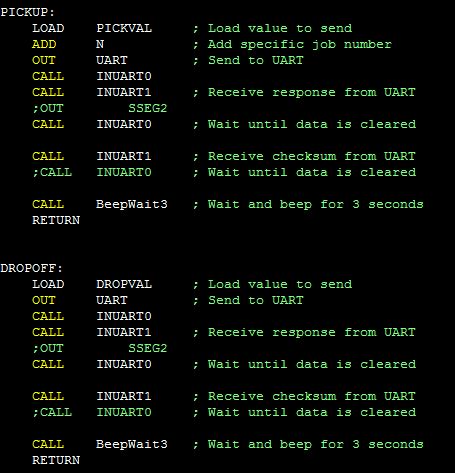 PICKUP:
    LOAD    PICKVAL     ; Load value to send
    ADD     N           ; Add specific job number
    OUT     UART        ; Send to UART
    CALL    INUART0
    CALL    INUART1     ; Receive response from UART
    ;OUT        SSEG2
    CALL    INUART0     ; Wait until data is cleared

    CALL    INUART1     ; Receive checksum from UART
    ;CALL   INUART0     ; Wait until data is cleared

    CALL    BeepWait3   ; Wait and beep for 3 seconds
    RETURN

DROPOFF:
    LOAD    DROPVAL     ; Load value to send
    OUT     UART        ; Send to UART
    CALL    INUART0
    CALL    INUART1     ; Receive response from UART
    ;OUT        SSEG2
    CALL    INUART0     ; Wait until data is cleared

    CALL    INUART1     ; Receive checksum from UART
    ;CALL   INUART0     ; Wait until data is cleared

    CALL    BeepWait3   ; Wait and beep for 3 seconds
    RETURN